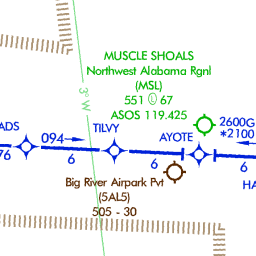 MUSCLE SHOALS
Northwest Alabama Rgnl
(MSL)
551 Ⓛ 67
ASOS 119.425
3° W
2600G
*2100
ADS
094
TILVY
AYOTE
76
6
6
6
HA
Big River Airpark Pvt
(5AL5)
505 - 30